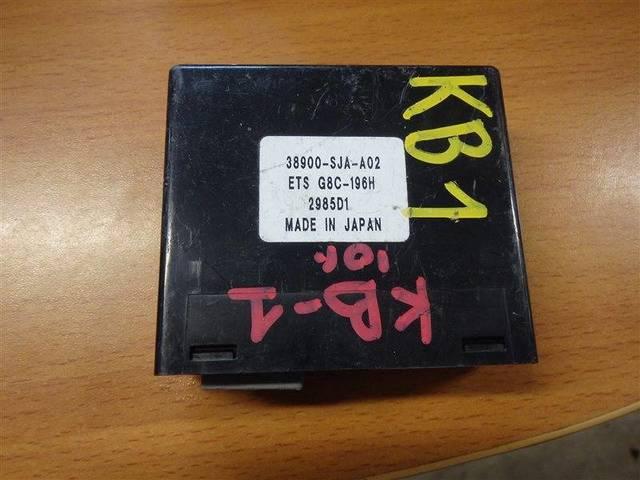 38900-SJA-A02
ETS G8C-196H
2985D1
MADE IN JAPAN
KB1
KB-1